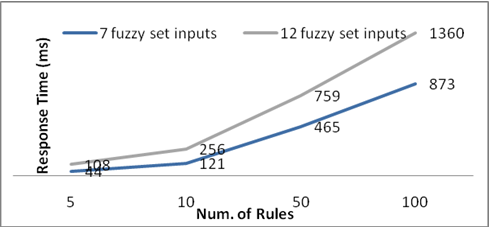 7 fuzzy set inputs 12 fuzzy set inputs
Response Time (ms)
1360
873
759
465
256
121
108
44
5 10 50 100
Num. of Rules